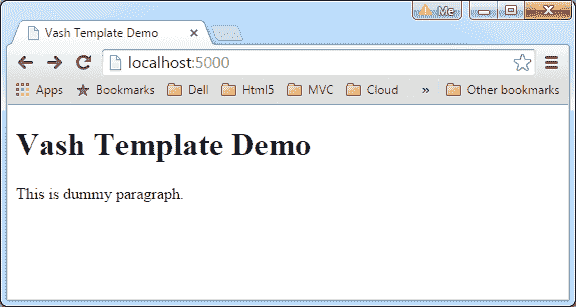 Me
Vash Template Demo
localhost:5000
Apps Bookmarks Dell Html5 MVC Cloud » Other bookmarks
Vash Template Demo
This is dummy paragraph.